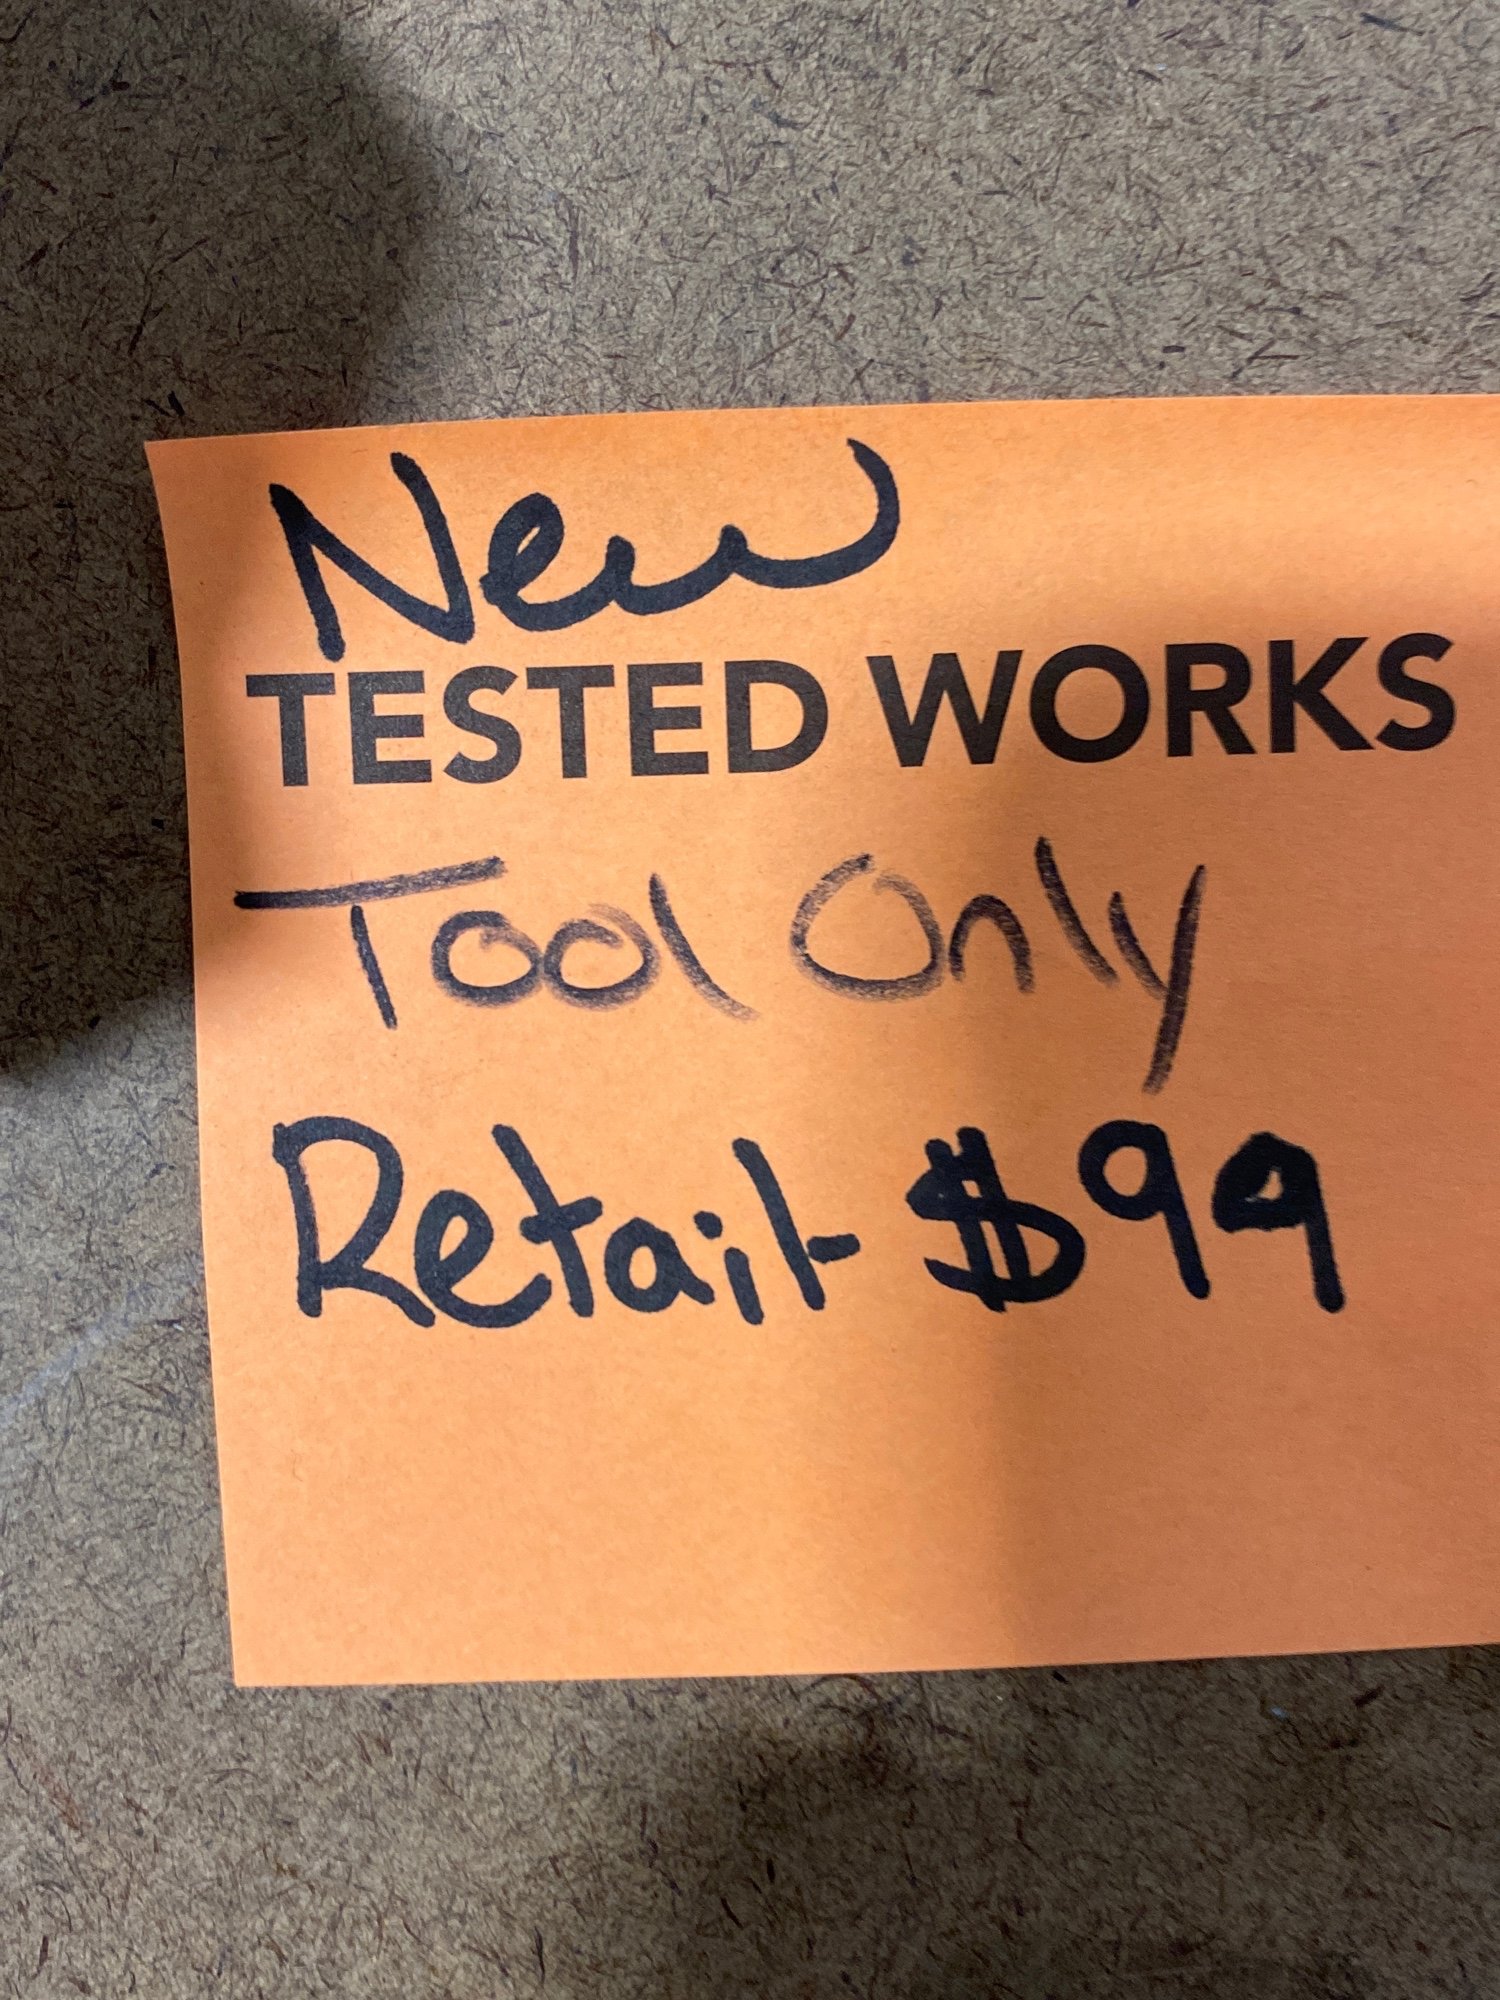 New
TESTED WORKS
Tool Only
Retail- $99